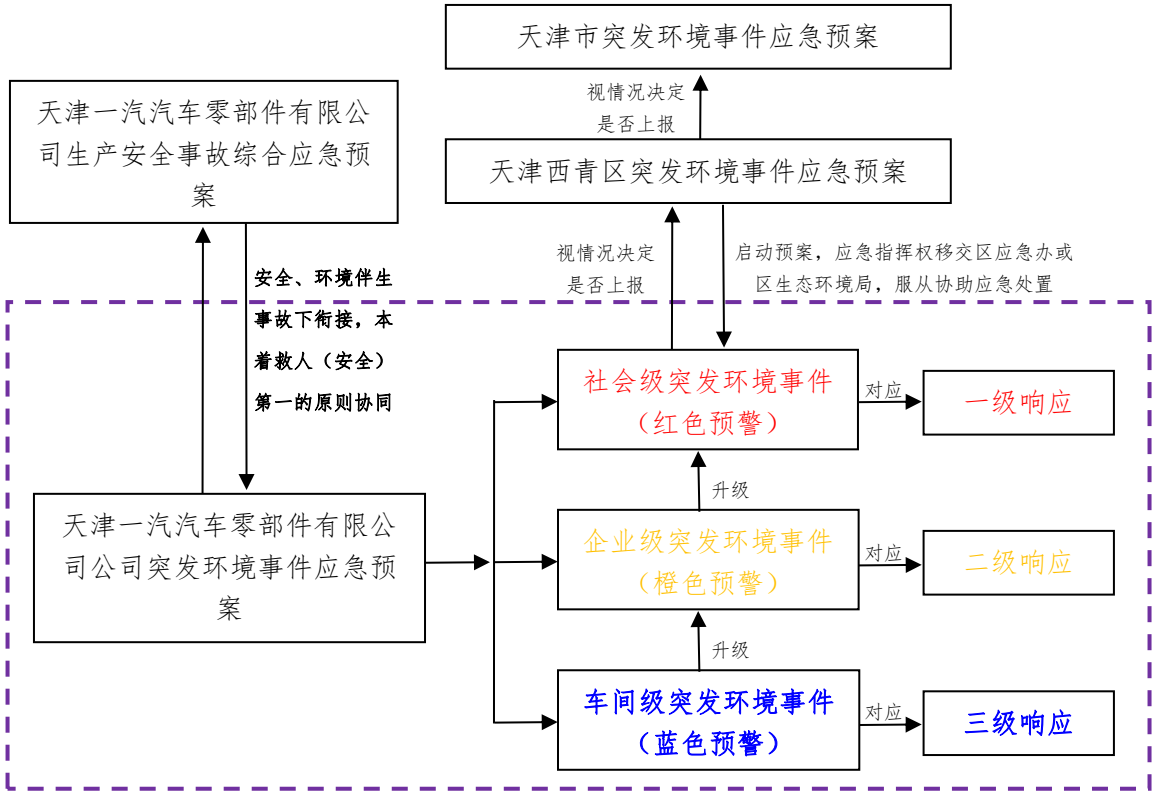 天津市突发环境事件应急预案
视情况决定
是否上报
天津一汽汽车零部件有限公
司生产安全事故综合应急预
案
天津西青区突发环境事件应急预案
视情况决定
是否上报
启动预案，应急指挥权移交区应急办或
区生态环境局，服从协助应急处置
安全、环境伴生
事故下衔接，本
着救人（安全）
第一的原则协同
社会级突发环境事件
（红色预警）
对应
一级响应
升级
天津一汽汽车零部件有限公
司公司突发环境事件应急预
案
企业级突发环境事件
（橙色预警）
对应
二级响应
升级
车间级突发环境事件
（蓝色预警）
对应
三级响应